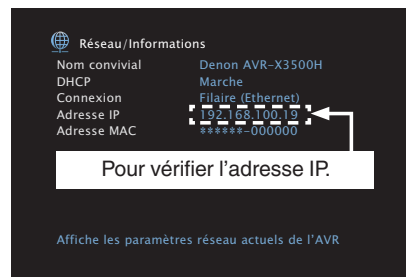 Réseau/Informations
Nom convivial Denon AVR-X3500H
DHCP Marche
Connexion Filaire (Ethernet)
Adresse IP 192.168.100.19
Adresse MAC ******-000000
Pour vérifier l’adresse IP.
Affiche les paramètres réseau actuels de l’AVR